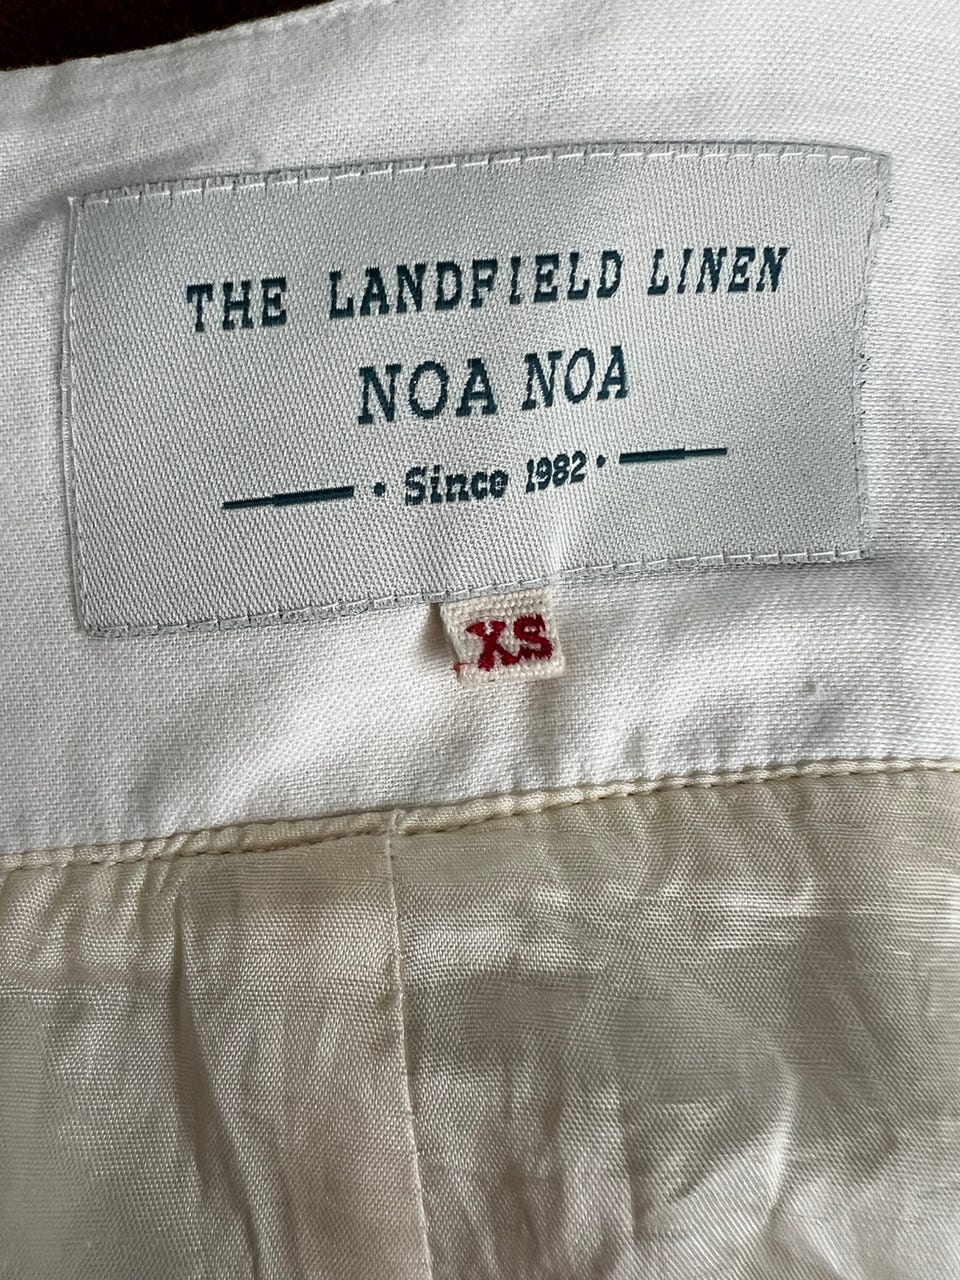 THE LANDFIELD LINEN
NOA NOA
· Since 1982 ·
XS